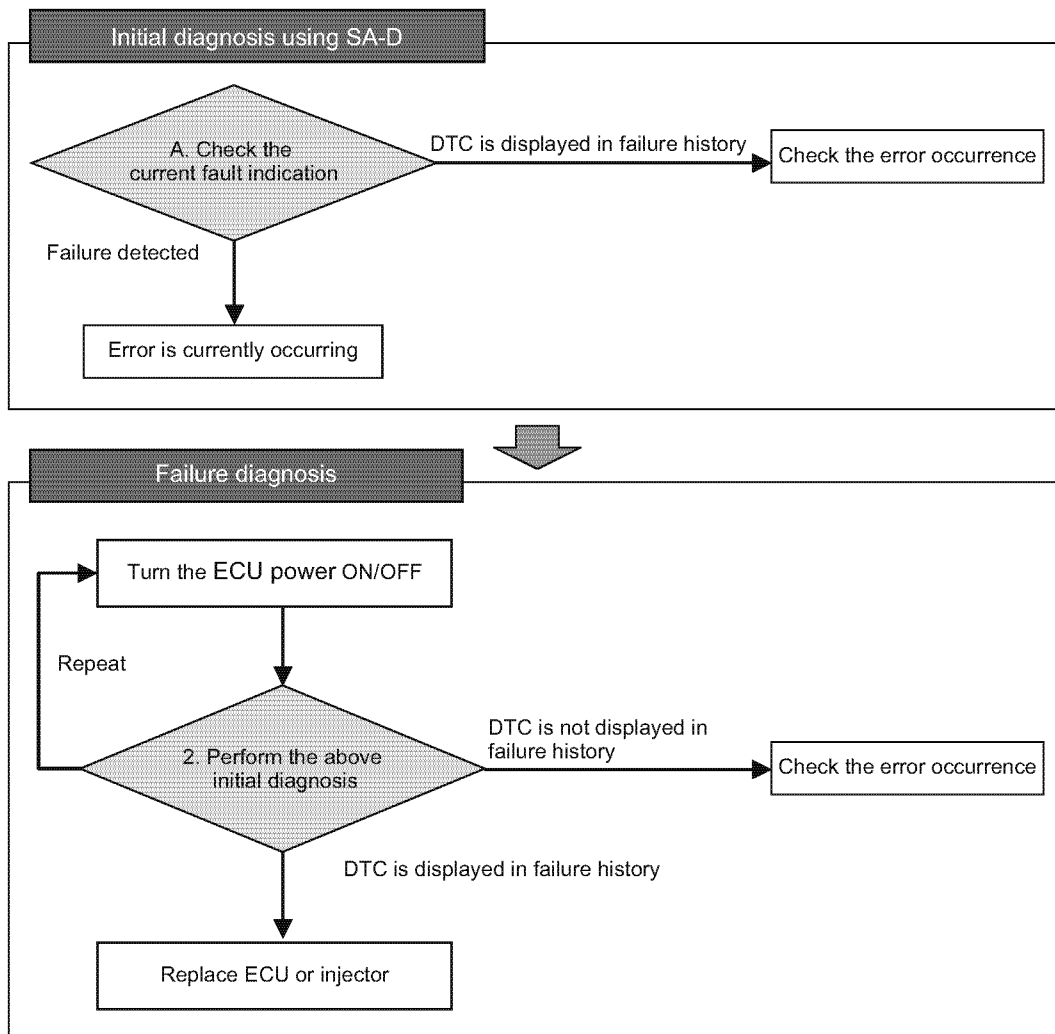 Initial diagnosis using SA-D
A. Check the
current fault indication
DTC is displayed in failure history
Check the error occurrence
Failure detected
Error is currently occurring
Failure diagnosis
Turn the ECU power ON/OFF
Repeat
2. Perform the above
initial diagnosis
DTC is not displayed in
failure history
Check the error occurrence
DTC is displayed in failure history
Replace ECU or injector